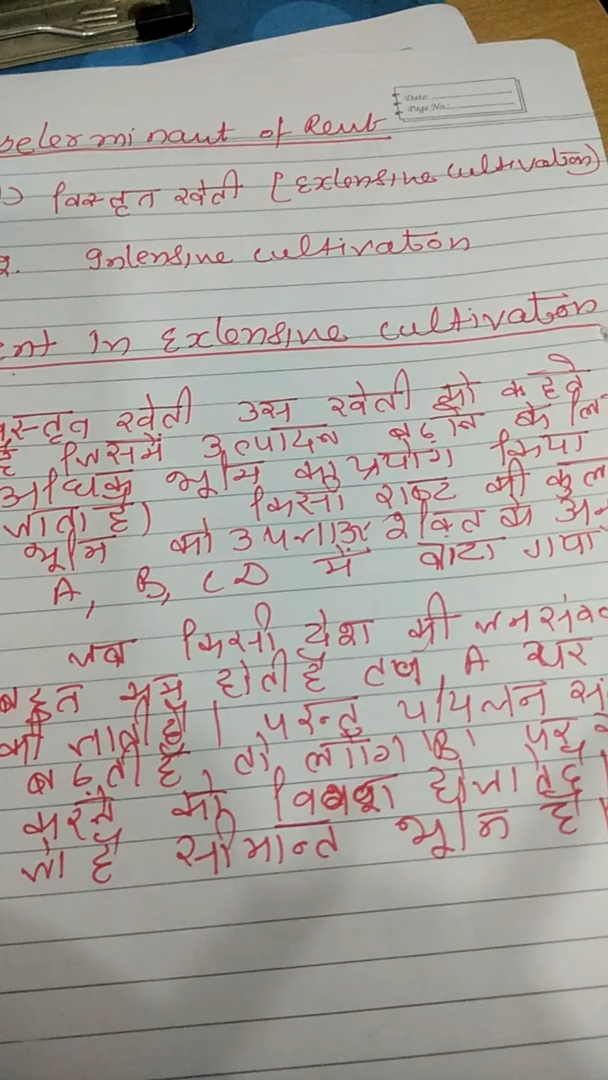 Date:
Page No.:
Determinant of Rent
1) विस्तृत खेती [Extensive cultivation)
2. Intensive cultivation
ent In Extensive cultivation
स्तृत खेती उस खेती को कहते
है जिसमें उत्पादन बढ़ाने के लि
अधिक भूमि का प्रयोग किया
जाता है) किसी राष्ट्र की कुल
भूमि को उपजाऊ शक्ति के अ
A, B, C D में बाटा गया
जब किसी देश की जनसंख्
बहुत कम होती है तब A पर
की जाती है। परन्तु
बढ़ती है, तो लोग 'B' पर
करने को विवश होजाते है
जो है सीमान्त भूमि है।